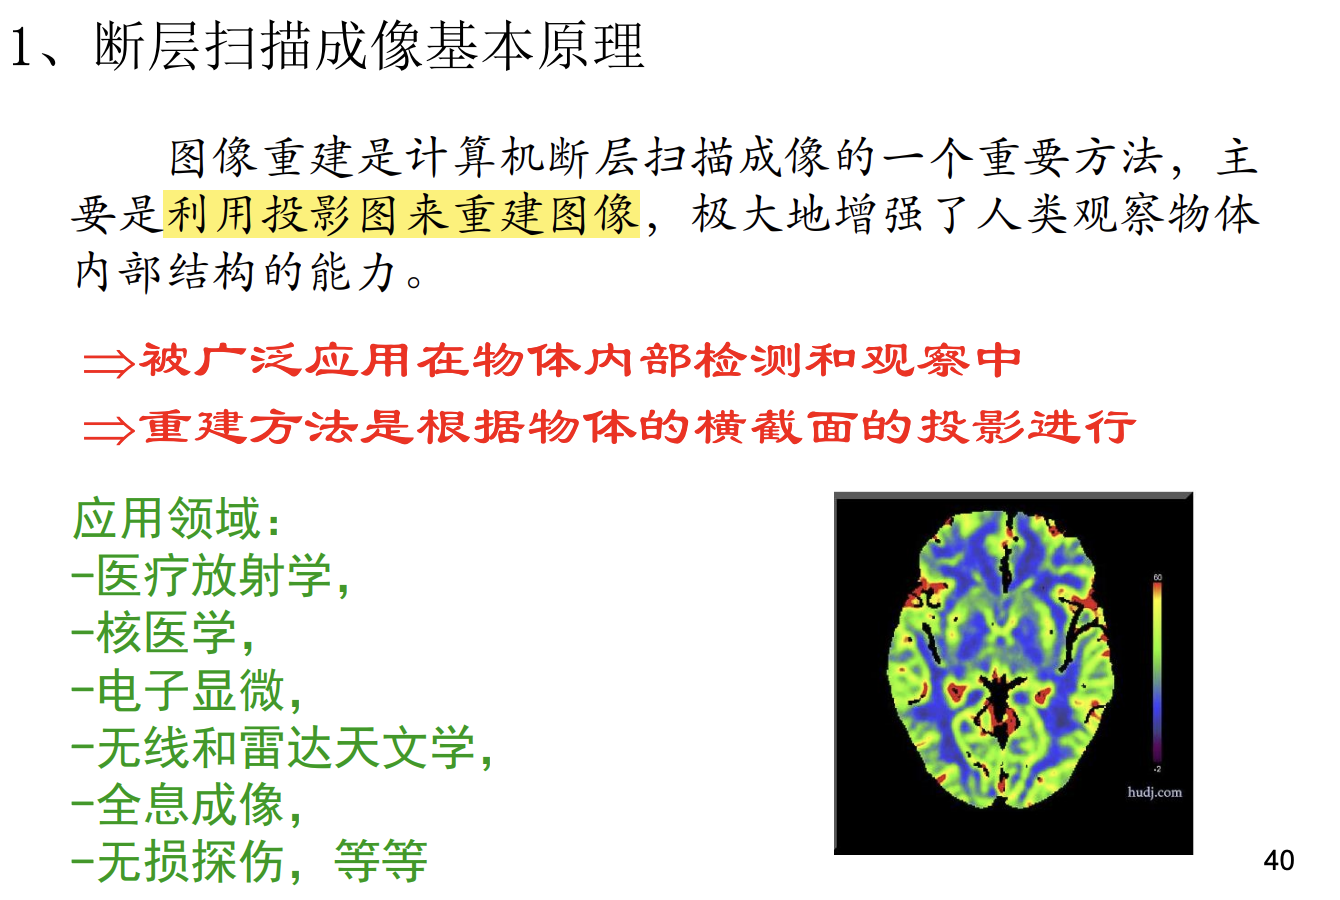 1、断层扫描成像基本原理
图像重建是计算机断层扫描成像的一个重要方法，主
要是利用投影图来重建图像，极大地增强了人类观察物体
内部结构的能力。
⇒被广泛应用在物体内部检测和观察中
⇒重建方法是根据物体的横截面的投影进行
应用领域：
-医疗放射学，
-核医学，
-电子显微，
-无线和雷达天文学，
-全息成像，
-无损探伤，等等
60
-2
hudj.com
40